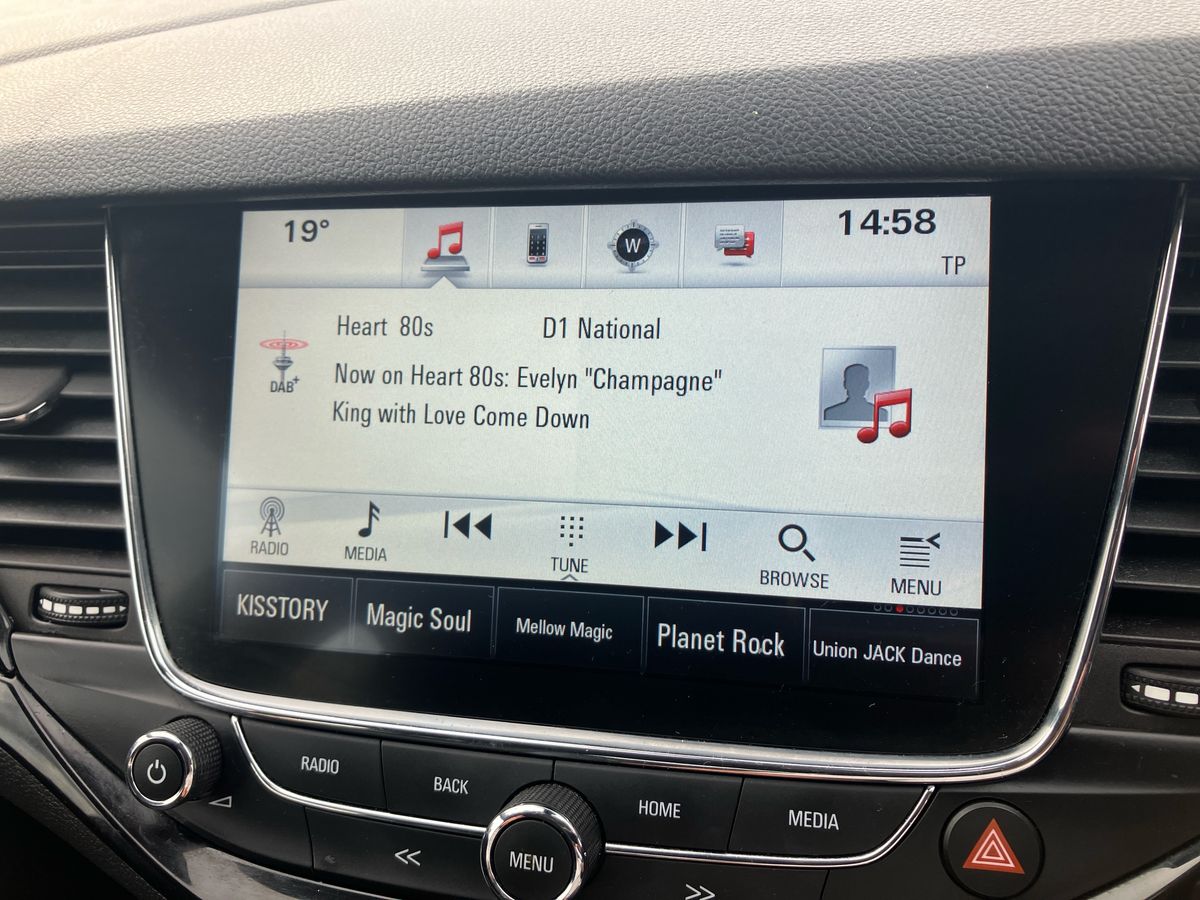 19°
W
14:58
TP
Heart 80s D1 National
DAB+
Now on Heart 80s: Evelyn "Champagne"
King with Love Come Down
RADIO
MEDIA
TUNE
BROWSE
MENU
KISSTORY
Magic Soul
Mellow Magic
Planet Rock
Union JACK Dance
RADIO
BACK
HOME
MEDIA
MENU